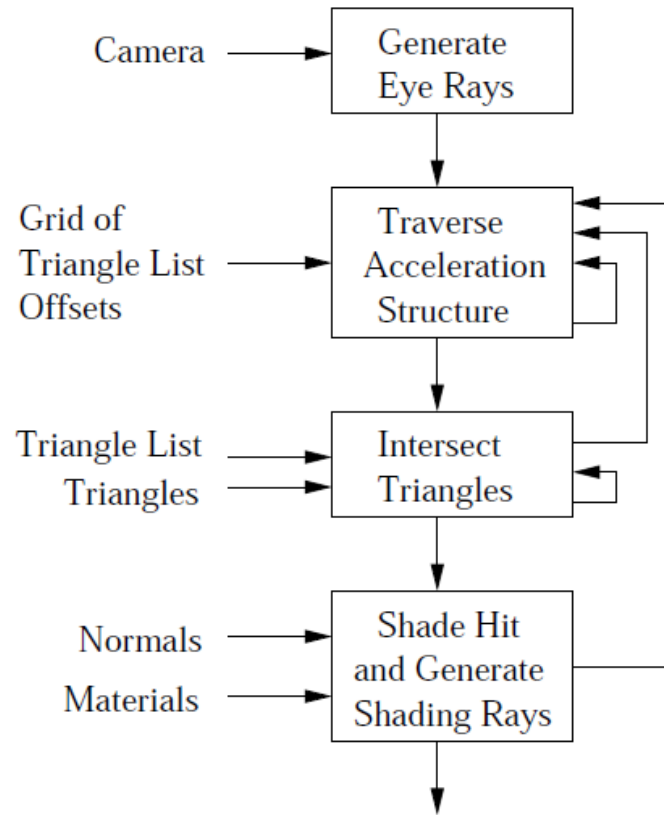 Camera
Generate
Eye Rays
Grid of
Triangle List
Offsets
Traverse
Acceleration
Structure
Triangle List
Triangles
Intersect
Triangles
Normals
Materials
Shade Hit
and Generate
Shading Rays